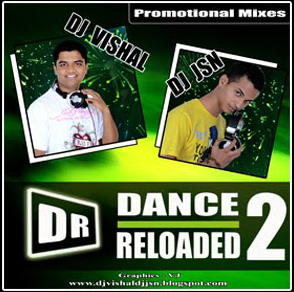 Promotional Mixes
DJ VISHAL
DJ JSN
DR
DANCE
RELOADED
2
Graphics - VJ
www.djvishaldjjsn.blogspot.com